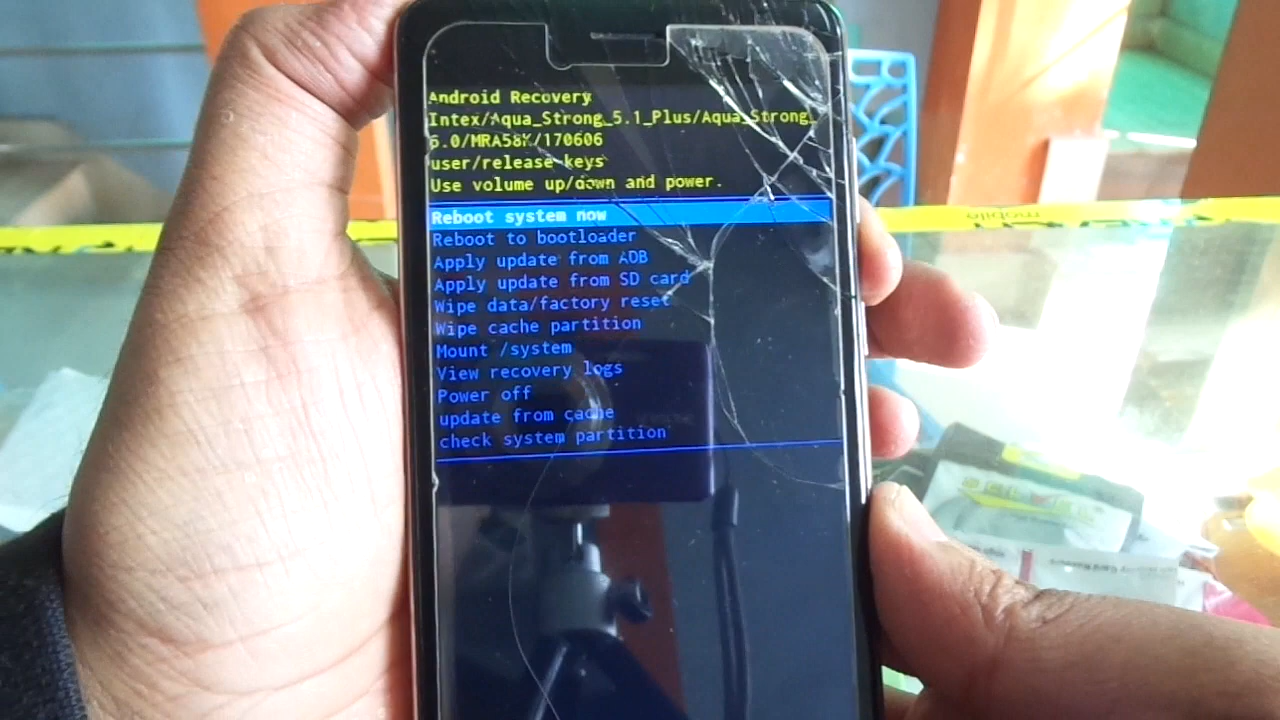 Android Recovery
Intex/Aqua_Strong_5.1_Plus/Aqua_Strong_
6.0/MRA58K/170606
user/release-keys
Use volume up/down and power.
Reboot system now
Reboot to bootloader
Apply update from ADB
Apply update from SD card
Wipe data/factory reset
Wipe cache partition
Mount /system
View recovery logs
Power off
update from cache
check system partition